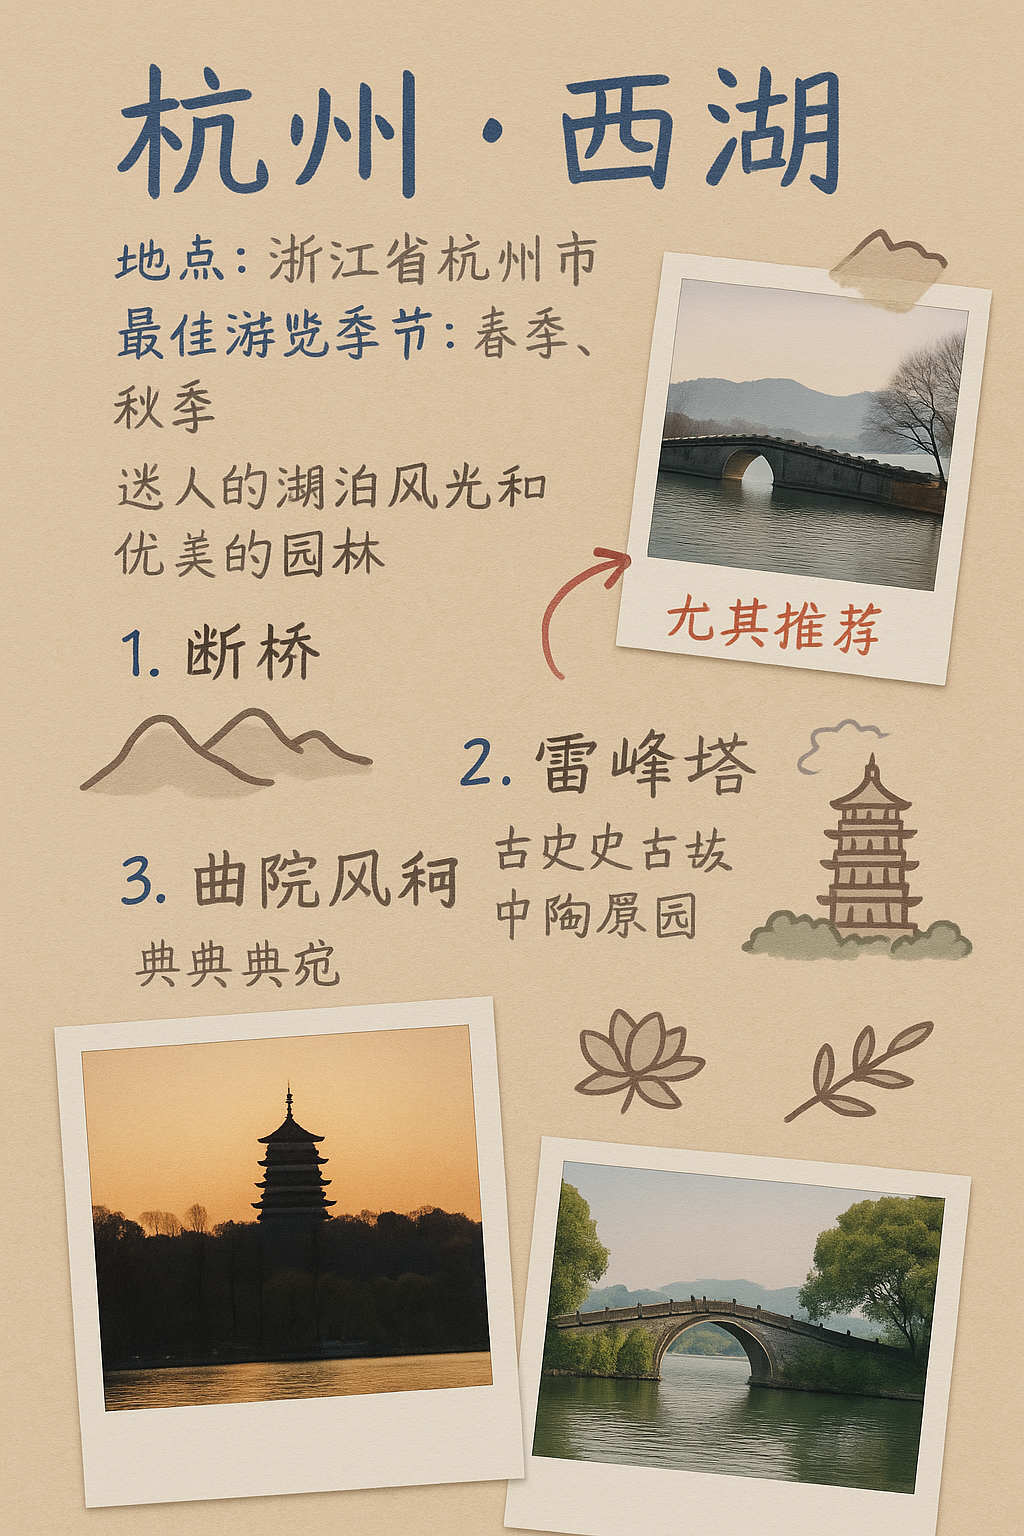 杭州·西湖
地点：浙江省杭州市
最佳游览季节：春季、
秋季
迷人的湖泊风光和
优美的园林
尤其推荐
1. 断桥
2. 雷峰塔
古史史古故
中陶原园
3. 曲院风
典典典宛